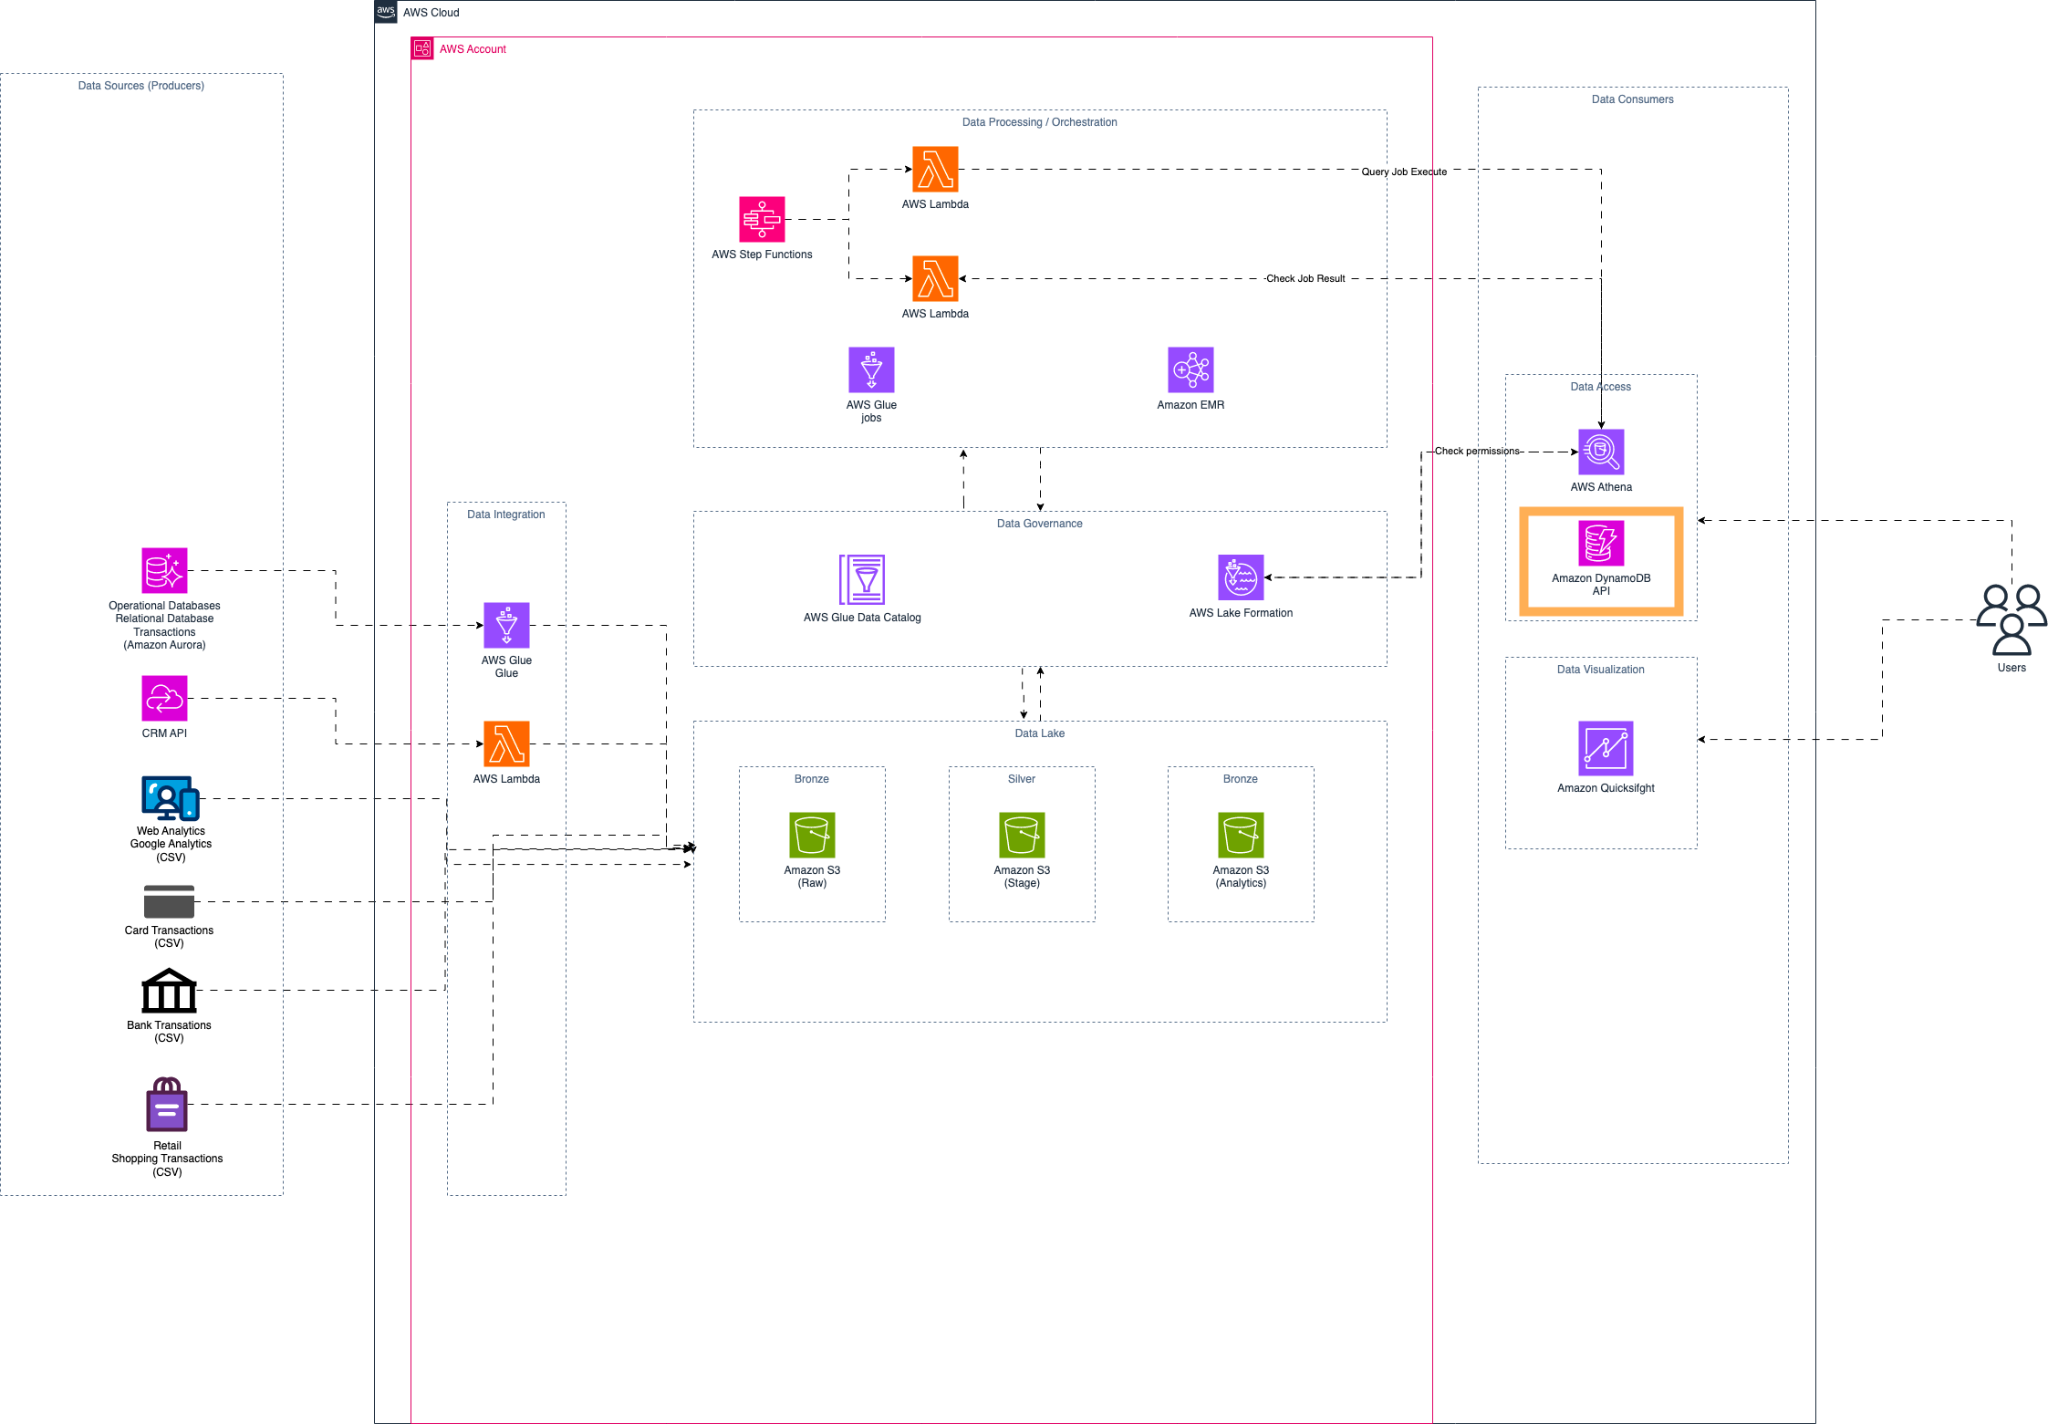 aws
AWS Cloud
AWS Account
Data Sources (Producers)
Data Consumers
Data Processing / Orchestration
AWS Lambda
Query Job Execute
AWS Step Functions
Check Job Result
AWS Lambda
AWS Glue
jobs
Amazon EMR
Data Access
Check permissions
AWS Athena
Data Integration
Data Governance
Amazon DynamoDB
API
Operational Databases
Relational Database
Transactions
(Amazon Aurora)
AWS Glue Data Catalog
AWS Lake Formation
AWS Glue
Glue
Users
Data Visualization
CRM API
AWS Lambda
Data Lake
Bronze
Silver
Bronze
Amazon Quicksifght
Web Analytics
Google Analytics
(CSV)
Amazon S3
(Raw)
Amazon S3
(Stage)
Amazon S3
(Analytics)
Card Transactions
(CSV)
Bank Transations
(CSV)
Retail
Shopping Transactions
(CSV)